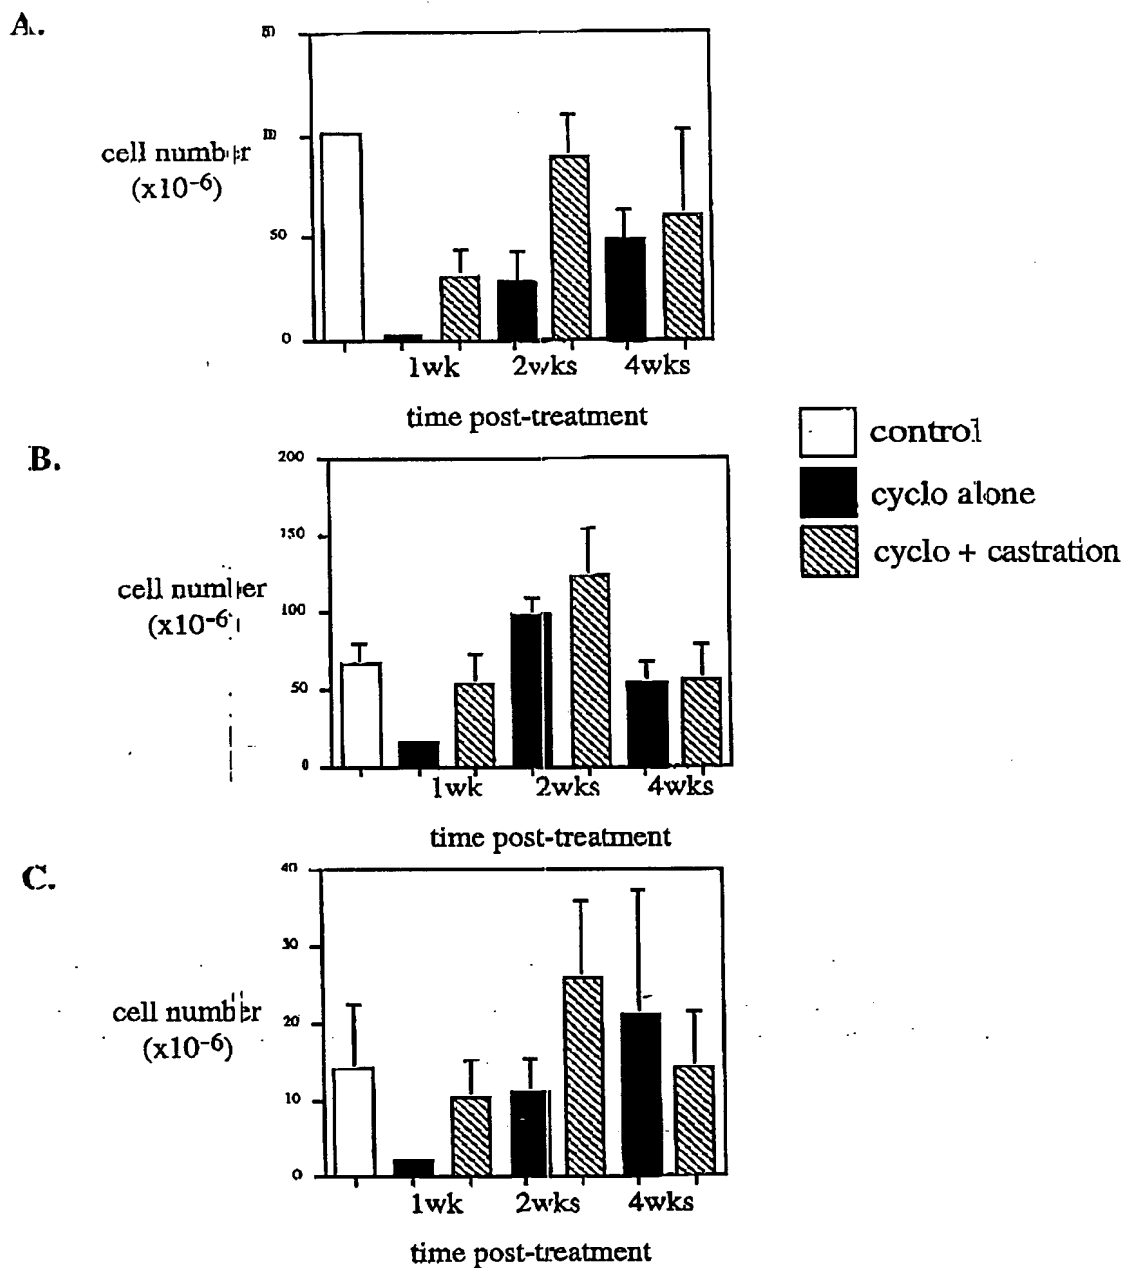 A.
cell number
(x10-6)
50
0
1wk 2wks 4wks
time post-treatment
control
cyclo alone
cyclo + castration
B.
200
150
100
50
0
cell number
(x10-6)
1wk 2wks 4wks
time post-treatment
C.
40
30
20
10
0
cell number
(x10-6)
1wk 2wks 4wks
time post-treatment